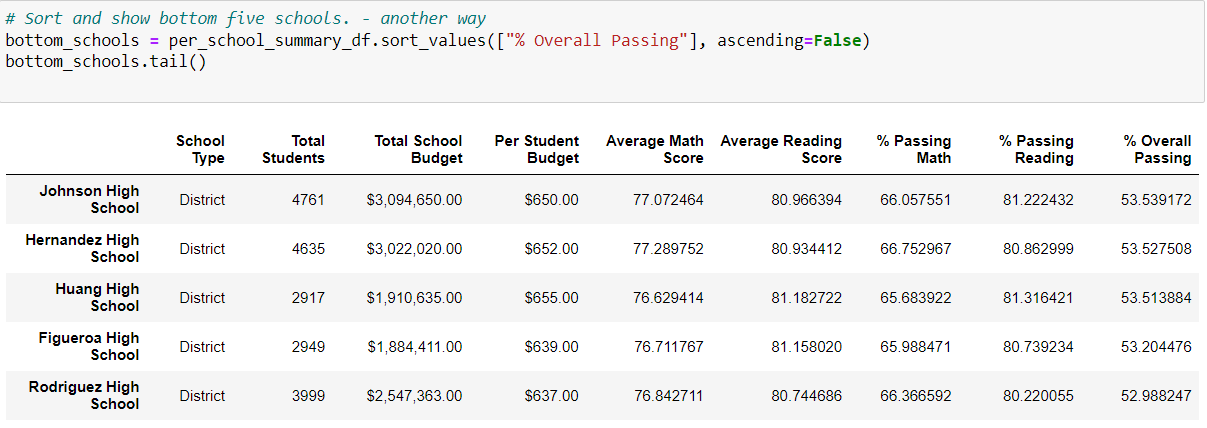 # Sort and show bottom five schools. - another way
bottom_schools = per_school_summary_df.sort_values(["% Overall Passing"], ascending=False)
bottom_schools.tail()
School Type Total Students Total School Budget Per Student Budget Average Math Score Average Reading Score % Passing Math % Passing Reading % Overall Passing
Johnson High School District 4761 $3,094,650.00 $650.00 77.072464 80.966394 66.057551 81.222432 53.539172
Hernandez High School District 4635 $3,022,020.00 $652.00 77.289752 80.934412 66.752967 80.862999 53.527508
Huang High School District 2917 $1,910,635.00 $655.00 76.629414 81.182722 65.683922 81.316421 53.513884
Figueroa High School District 2949 $1,884,411.00 $639.00 76.711767 81.158020 65.988471 80.739234 53.204476
Rodriguez High School District 3999 $2,547,363.00 $637.00 76.842711 80.744686 66.366592 80.220055 52.988247